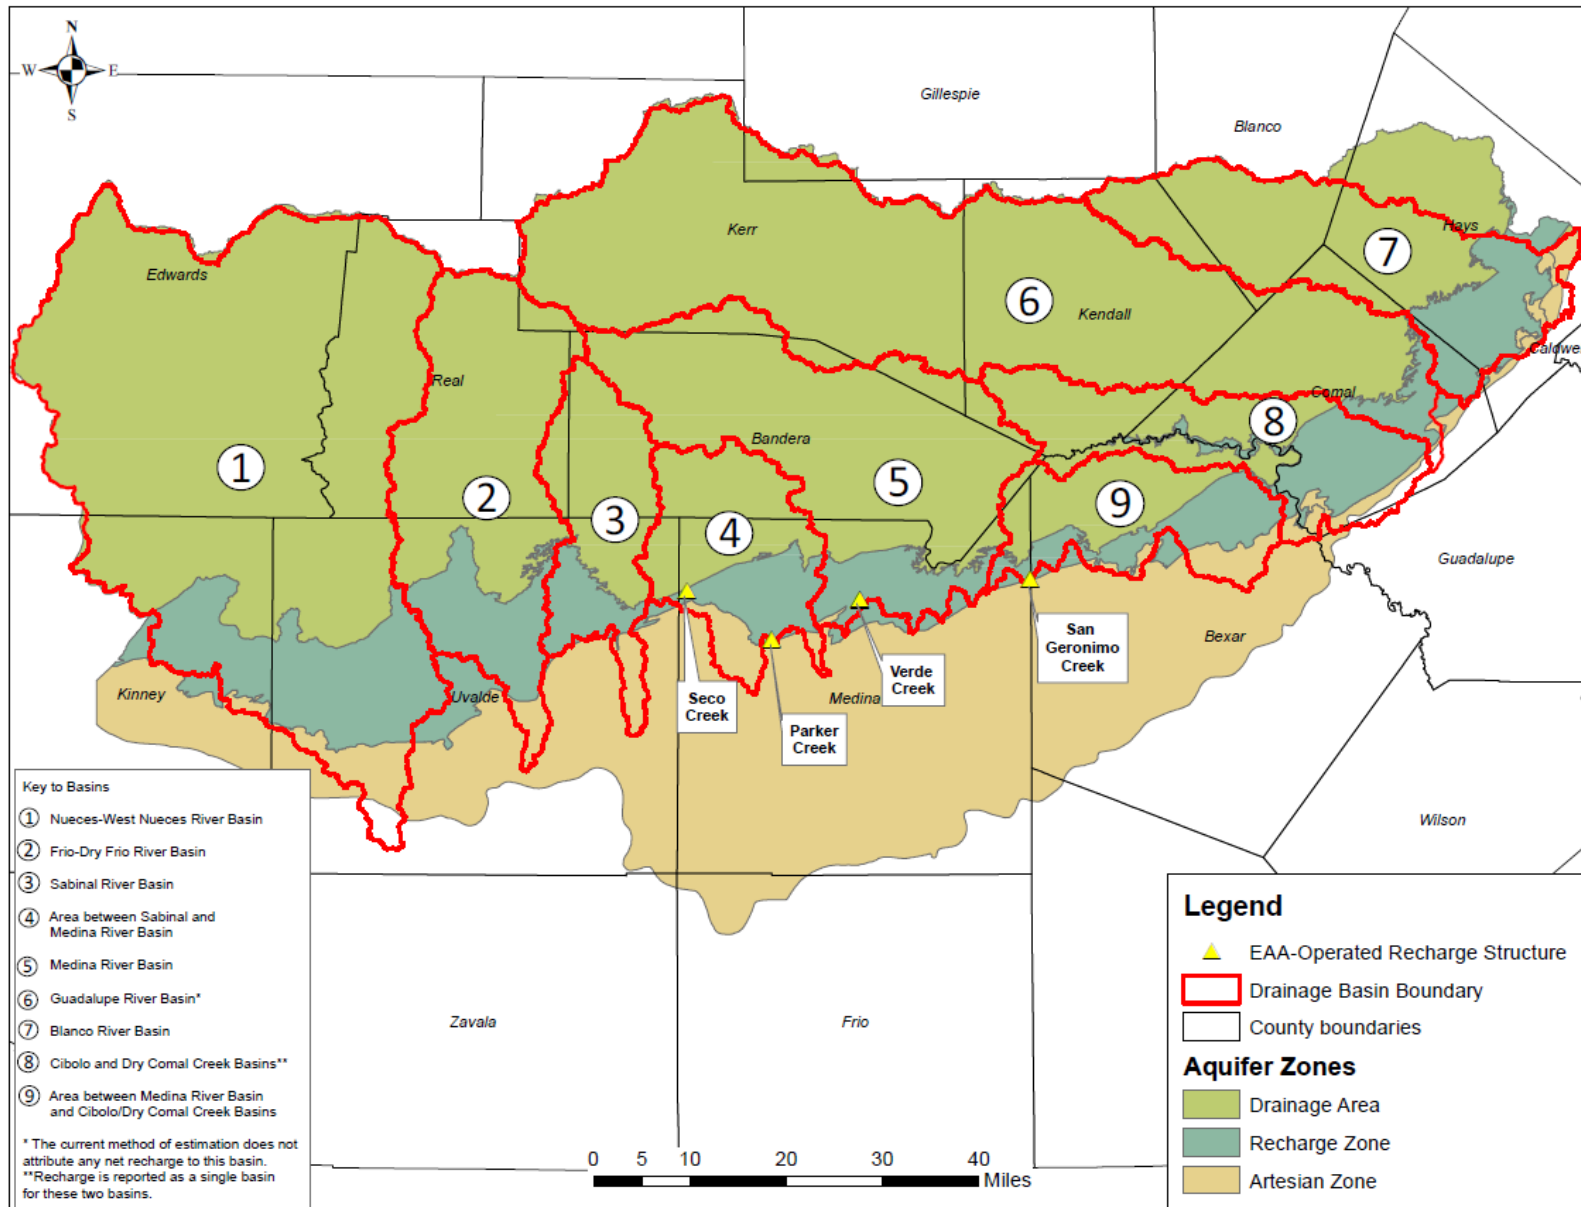 N
W E
S
Gillespie
Blanco
Kerr
Hays
Edwards
7
6
Kendall
Caldwe
Real
Comal
8
Bandera
1
2
5
9
3
4
Guadalupe
San
Geronimo
Creek
Bexar
Verde
Creek
Kinney
Uvalde
Seco
Creek
Medina
Parker
Creek
Wilson
Zavala
Frio
Key to Basins
1 Nueces-West Nueces River Basin
2 Frio-Dry Frio River Basin
3 Sabinal River Basin
4 Area between Sabinal and
Medina River Basin
5 Medina River Basin
6 Guadalupe River Basin*
7 Blanco River Basin
8 Cibolo and Dry Comal Creek Basins**
9 Area between Medina River Basin
and Cibolo/Dry Comal Creek Basins
* The current method of estimation does not
attribute any net recharge to this basin.
**Recharge is reported as a single basin
for these two basins.
0 5 10 20 30 40
Miles
Legend
EAA-Operated Recharge Structure
Drainage Basin Boundary
County boundaries
Aquifer Zones
Drainage Area
Recharge Zone
Artesian Zone